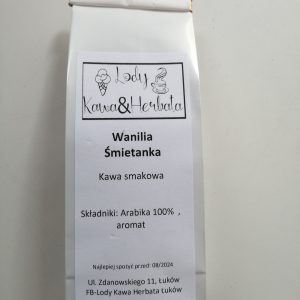 Lody
Kawa&Herbata
Wanilia
Śmietanka
Kawa smakowa
Składniki: Arabika 100% ,
aromat
Najlepiej spożyć przed: 08/2024
Ul. Zdanowskiego 11, Łuków
FB-Lody Kawa Herbata Łuków